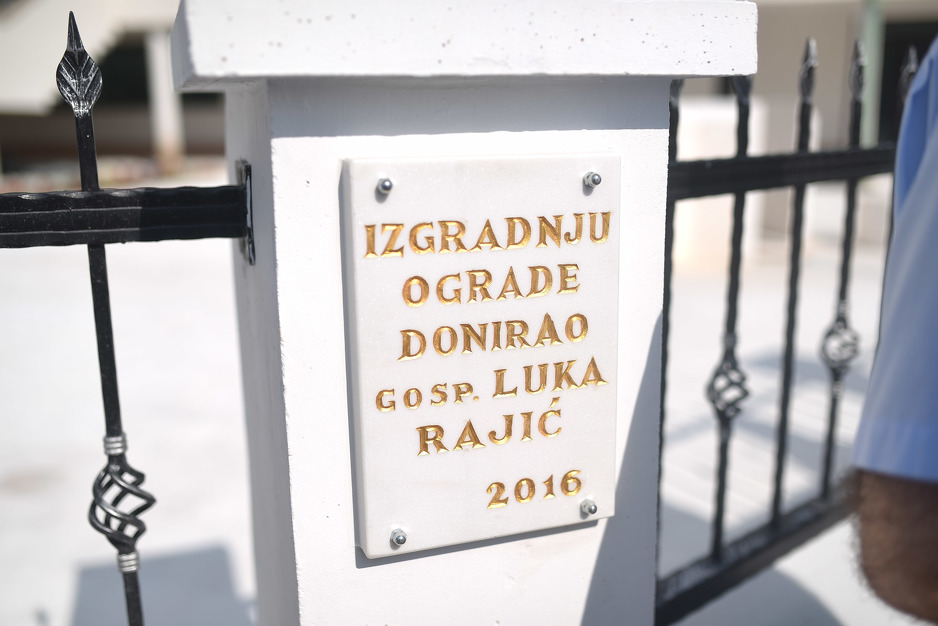 IZGRADNJU
OGRADE
DONIRAO
GOSP. LUKA
RAJIĆ
2016